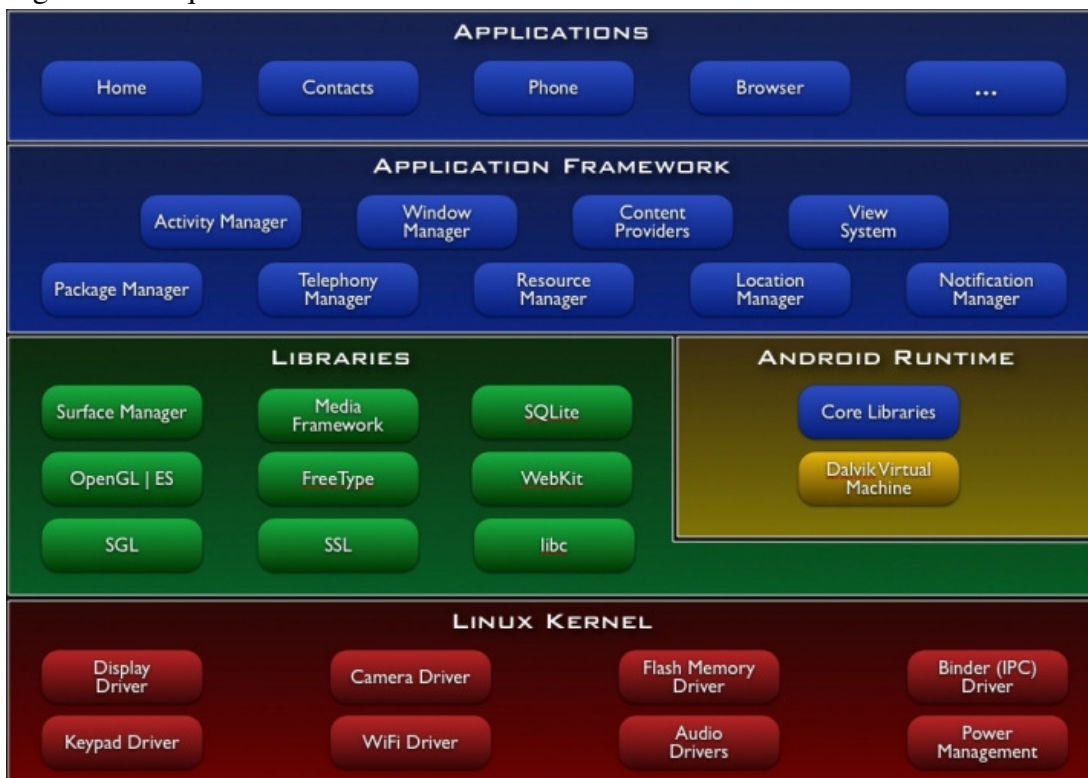 APPLICATIONS
Home
Contacts
Phone
Browser
...
APPLICATION FRAMEWORK
Activity Manager
Window
Manager
Content
Providers
View
System
Package Manager
Telephony
Manager
Resource
Manager
Location
Manager
Notification
Manager
LIBRARIES
Surface Manager
Media
Framework
SQLite
OpenGL | ES
FreeType
WebKit
SGL
SSL
libc
ANDROID RUNTIME
Core Libraries
Dalvik Virtual
Machine
LINUX KERNEL
Display
Driver
Camera Driver
Flash Memory
Driver
Binder (IPC)
Driver
Keypad Driver
WiFi Driver
Audio
Drivers
Power
Management